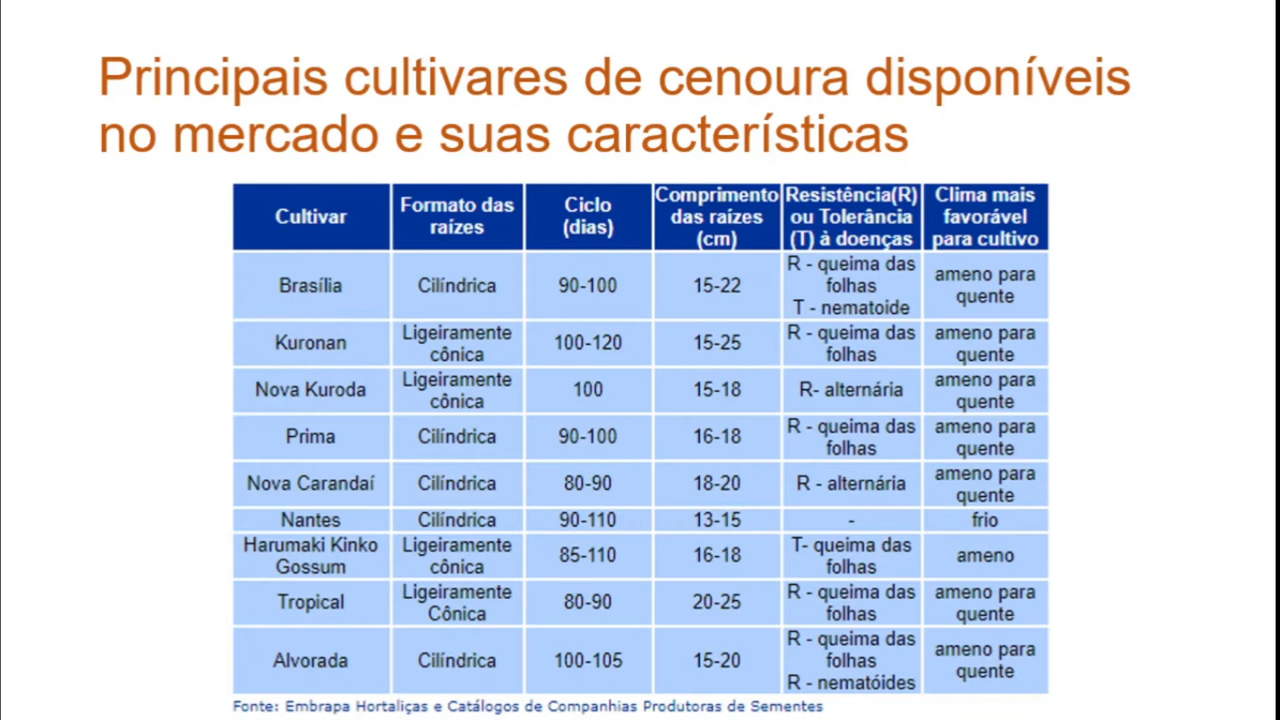 Principais cultivares de cenoura disponíveis
no mercado e suas características
Cultivar | Formato das raízes | Ciclo (dias) | Comprimento das raízes (cm) | Resistência(R) ou Tolerância (T) à doenças | Clima mais favorável para cultivo
Brasília | Cilíndrica | 90-100 | 15-22 | R - queima das folhas T - nematoide | ameno para quente
Kuronan | Ligeiramente cônica | 100-120 | 15-25 | R - queima das folhas | ameno para quente
Nova Kuroda | Ligeiramente cônica | 100 | 15-18 | R- alternária | ameno para quente
Prima | Cilíndrica | 90-100 | 16-18 | R - queima das folhas | ameno para quente
Nova Carandaí | Cilíndrica | 80-90 | 18-20 | R - alternária | ameno para quente
Nantes | Cilíndrica | 90-110 | 13-15 | - | frio
Harumaki Kinko Gossum | Ligeiramente cônica | 85-110 | 16-18 | T- queima das folhas | ameno
Tropical | Ligeiramente Cônica | 80-90 | 20-25 | R - queima das folhas | ameno para quente
Alvorada | Cilíndrica | 100-105 | 15-20 | R - queima das folhas R - nematóides | ameno para quente
Fonte: Embrapa Hortaliças e Catálogos de Companhias Produtoras de Sementes